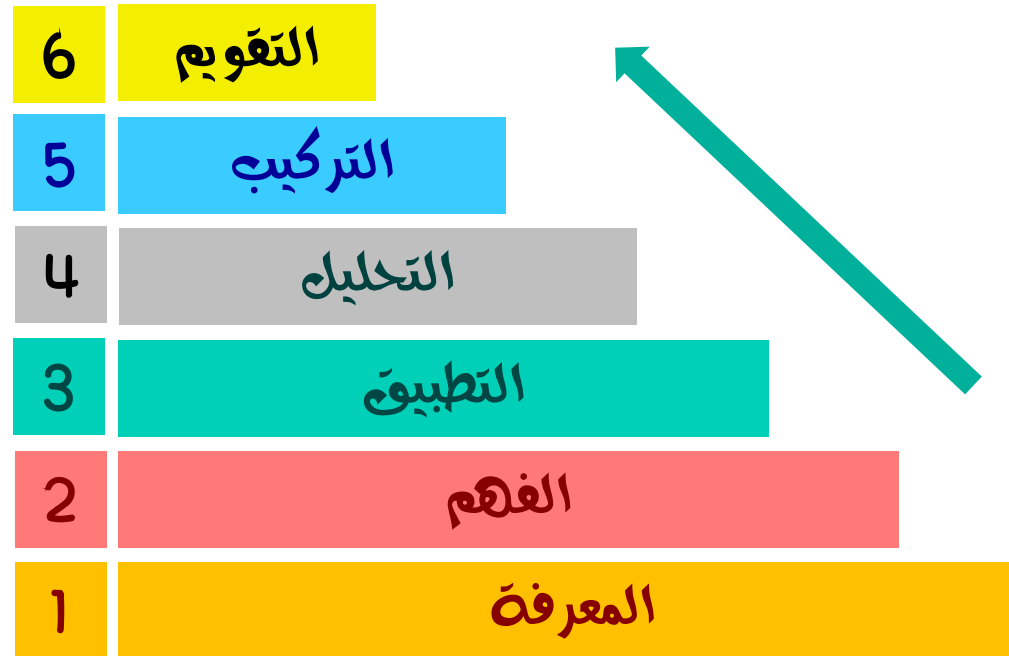 6 التقويم
5 التركيب
4 التحليل
3 التطبيق
2 الفهم
1 المعرفة